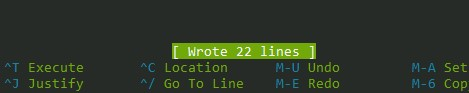 [ Wrote 22 lines ]
^T Execute ^C Location M-U Undo M-A Set
^J Justify ^/ Go To Line M-E Redo M-6 Cop